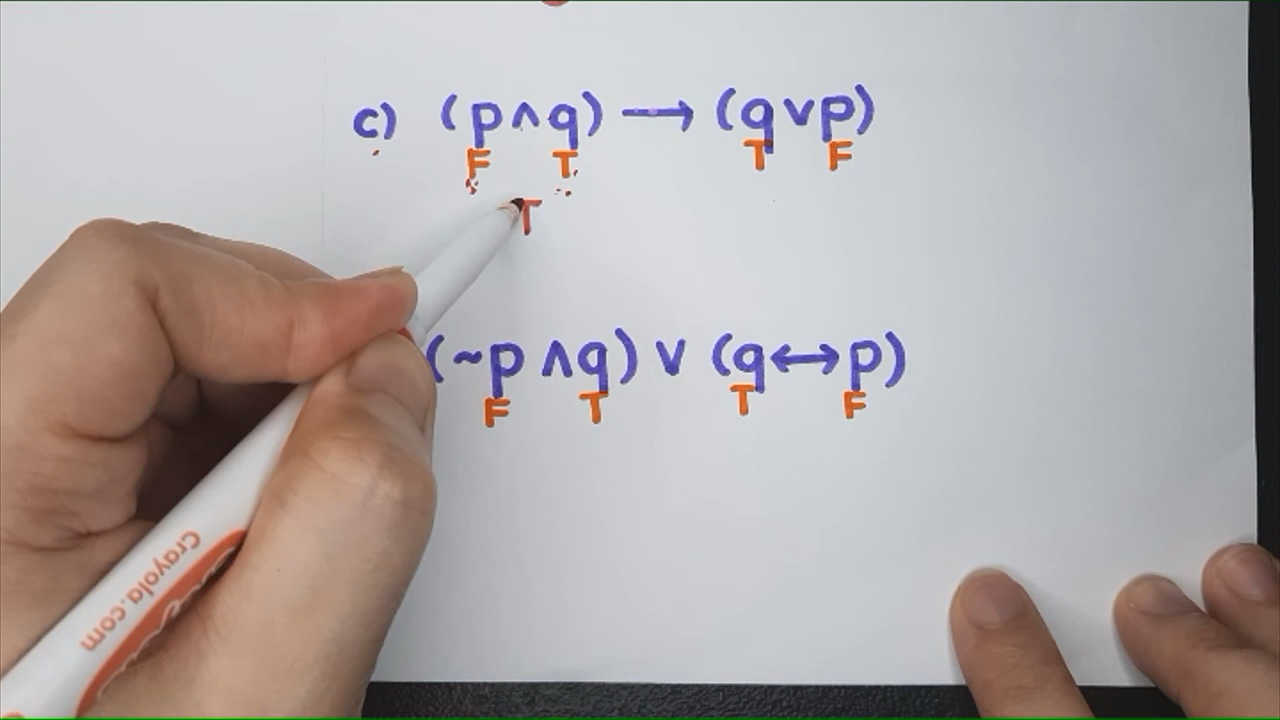 c) (p ∧ q) → (q ∨ p)
F T T F
T
(~p ∧ q) ∨ (q ↔ p)
F T T F
Crayola.com